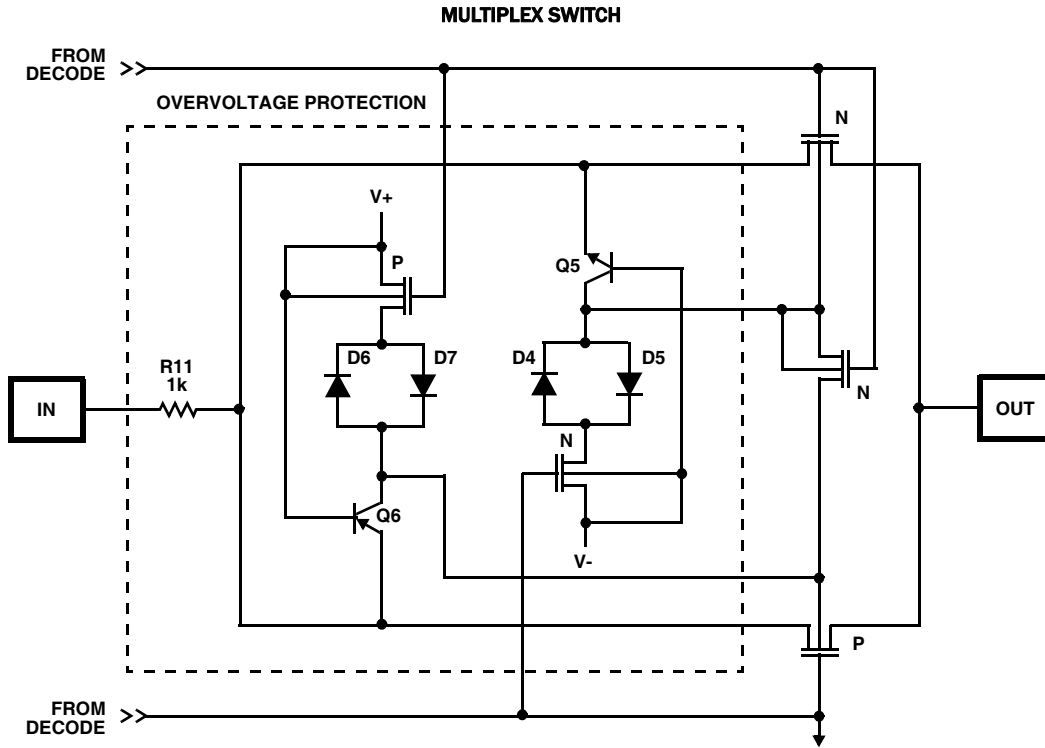 MULTIPLEX SWITCH
FROM
DECODE
OVERVOLTAGE PROTECTION
N
V+
P
Q5
D6
D7
D4
D5
R11
1k
IN
N
OUT
N
Q6
V-
P
FROM
DECODE